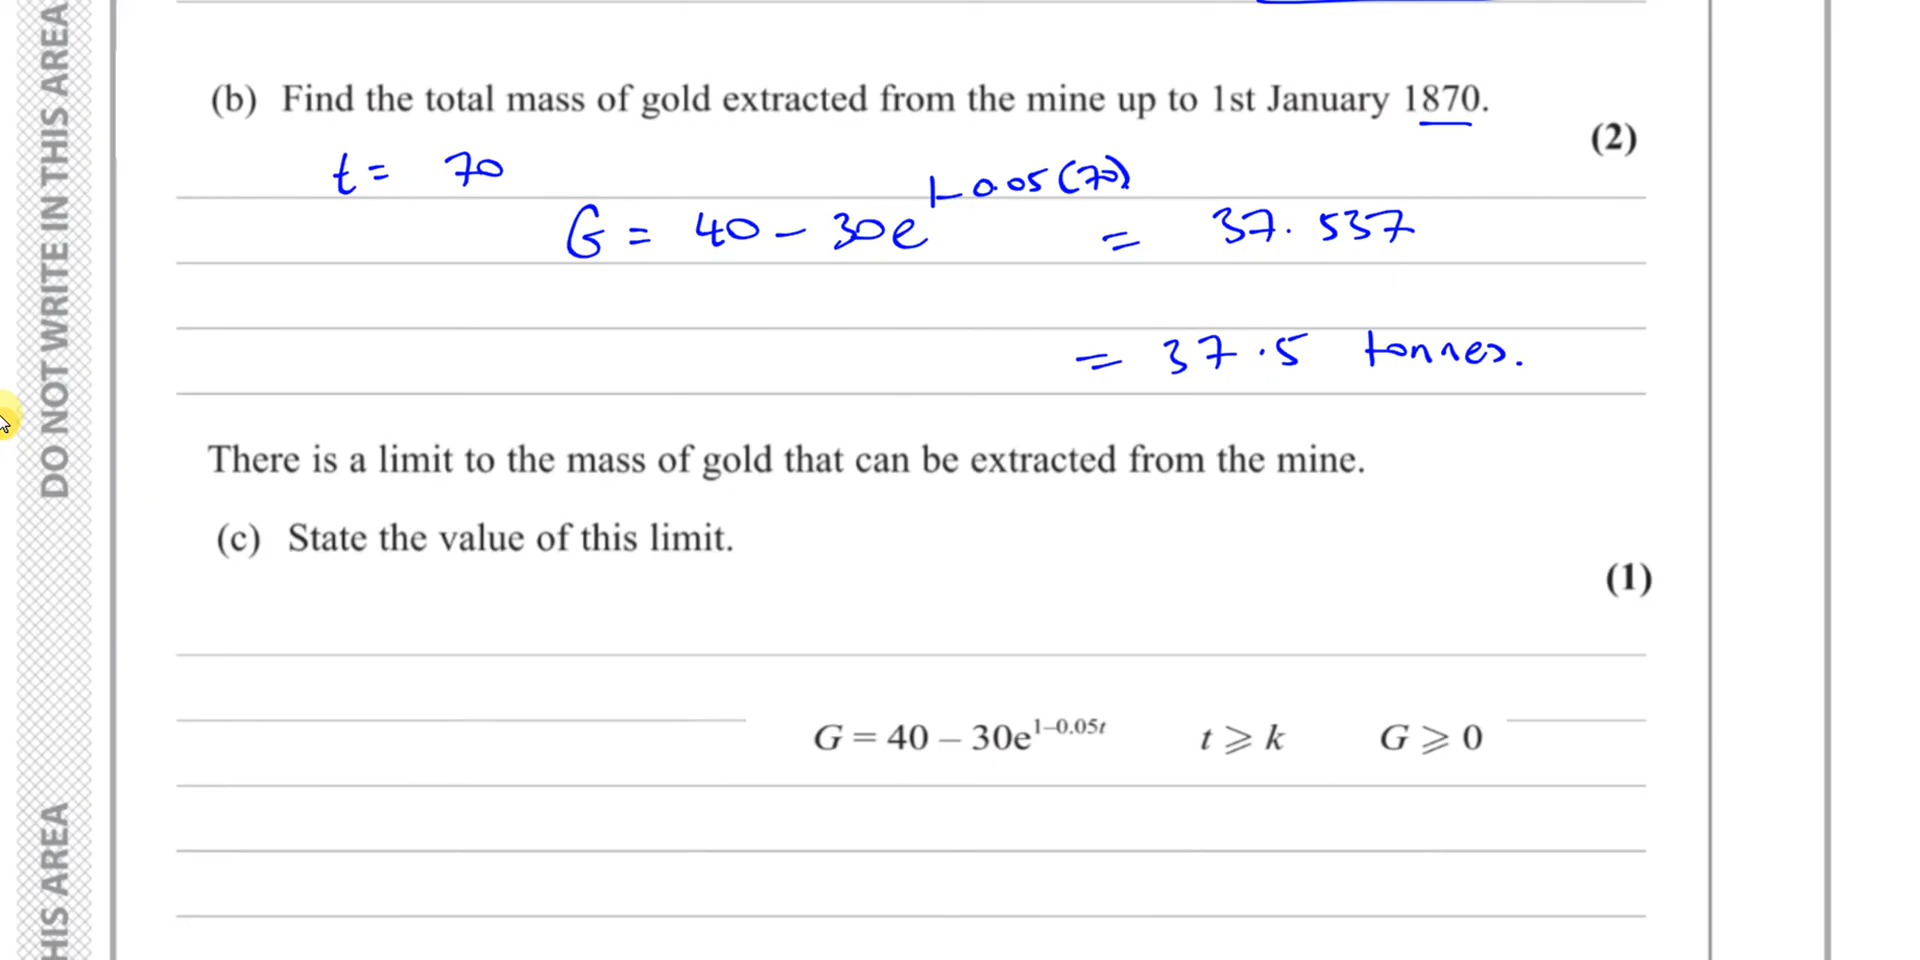 DO NOT WRITE IN THIS AREA
(b) Find the total mass of gold extracted from the mine up to 1st January 1870.
(2)
t = 70
G = 40 – 30e^{1–0.05(70)} = 37.537
= 37.5 tonnes.
There is a limit to the mass of gold that can be extracted from the mine.
(c) State the value of this limit.
(1)
G = 40 – 30e^{1–0.05t} t ⩾ k G ⩾ 0
HIS AREA